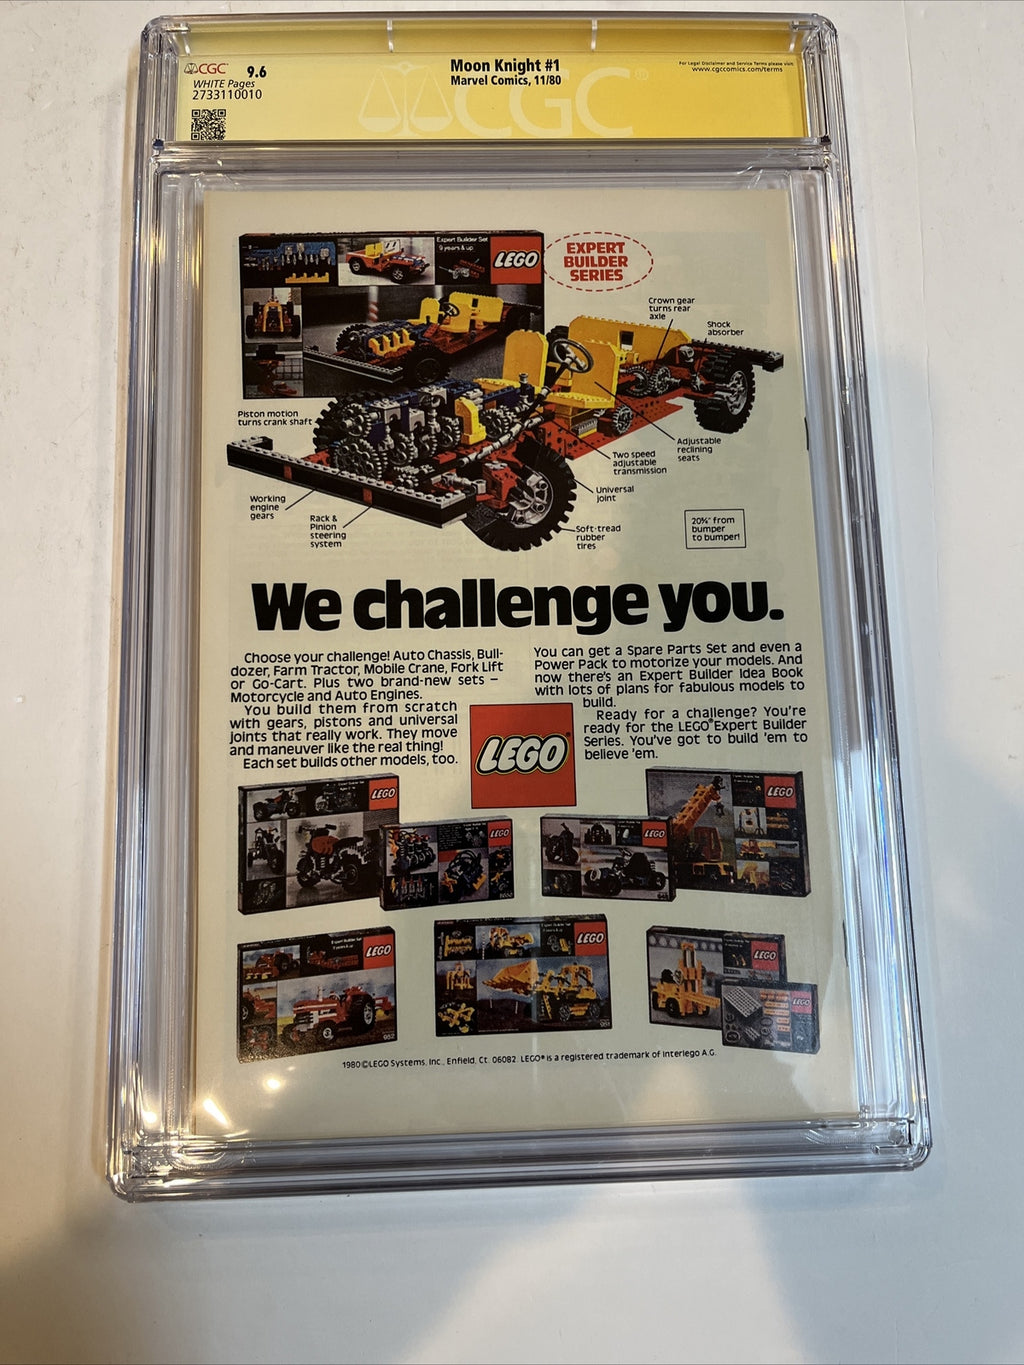 CGC 9.6
WHITE Pages
2733110010
Moon Knight #1
Marvel Comics, 11/80
For Legal Disclaimer and Service Terms please visit
www.cgccomics.com/terms
CGC
Expert Builder Set
9 years & up
LEGO
EXPERT
BUILDER
SERIES
Crown gear
turns rear
axle
Shock
absorber
Piston motion
turns crank shaft
Adjustable
reclining
seats
Two speed
adjustable
transmission
Universal
joint
Working
engine
gears
Rack &
Pinion
steering
system
Soft-tread
rubber
tires
20¾" from
bumper
to bumper!
We challenge you.
Choose your challenge! Auto Chassis, Bull-
dozer, Farm Tractor, Mobile Crane, Fork Lift
or Go-Cart. Plus two brand-new sets –
Motorcycle and Auto Engines.
You build them from scratch
with gears, pistons and universal
joints that really work. They move
and maneuver like the real thing!
Each set builds other models, too.
You can get a Spare Parts Set and even a
Power Pack to motorize your models. And
now there's an Expert Builder Idea Book
with lots of plans for fabulous models to
build.
Ready for a challenge? You're
ready for the LEGO® Expert Builder
Series. You've got to build 'em to
believe 'em.
LEGO®
LEGO
LEGO
LEGO
LEGO
LEGO
952
LEGO
951
LEGO
LEGO
1980 © LEGO Systems, Inc., Enfield, Ct. 06082 LEGO® is a registered trademark of Interlego A.G.